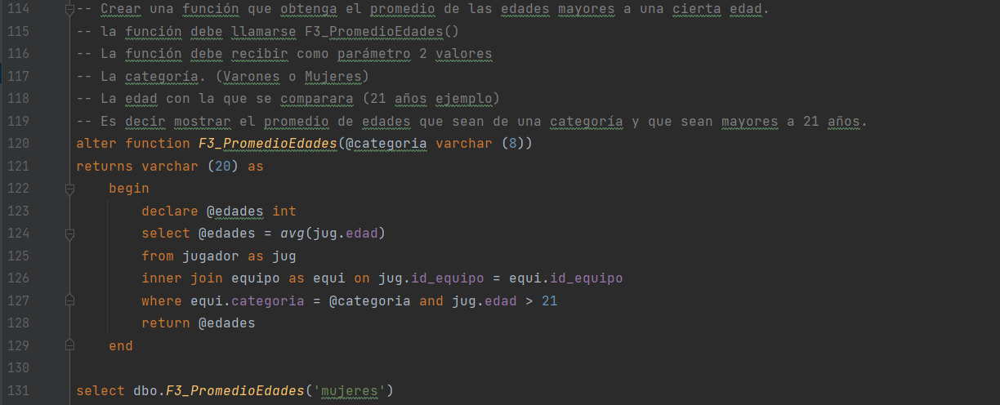 114 -- Crear una función que obtenga el promedio de las edades mayores a una cierta edad.
115 -- la función debe llamarse F3_PromedioEdades()
116 -- La función debe recibir como parámetro 2 valores
117 -- La categoría. (Varones o Mujeres)
118 -- La edad con la que se comparara (21 años ejemplo)
119 -- Es decir mostrar el promedio de edades que sean de una categoría y que sean mayores a 21 años.
120 alter function F3_PromedioEdades(@categoria varchar (8))
121 returns varchar (20) as
122 begin
123 declare @edades int
124 select @edades = avg(jug.edad)
125 from jugador as jug
126 inner join equipo as equi on jug.id_equipo = equi.id_equipo
127 where equi.categoria = @categoria and jug.edad > 21
128 return @edades
129 end
130
131 select dbo.F3_PromedioEdades('mujeres')